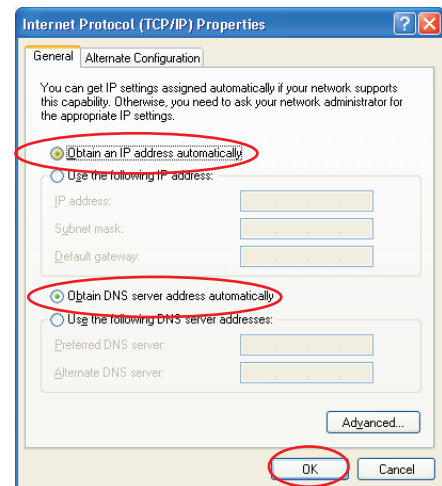 Internet Protocol (TCP/IP) Properties
General
Alternate Configuration
You can get IP settings assigned automatically if your network supports
this capability. Otherwise, you need to ask your network administrator for
the appropriate IP settings.
Obtain an IP address automatically
Use the following IP address:
IP address:
Subnet mask:
Default gateway:
Obtain DNS server address automatically
Use the following DNS server addresses:
Preferred DNS server:
Alternate DNS server:
Advanced...
OK
Cancel